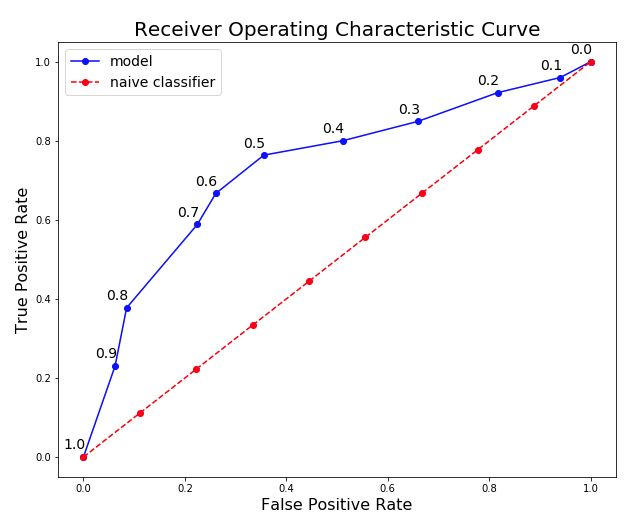 Receiver Operating Characteristic Curve
model
naive classifier
0.0
0.1
0.2
0.3
0.4
0.5
0.6
0.7
0.8
0.9
1.0
True Positive Rate
1.0
0.8
0.6
0.4
0.2
0.0
0.0 0.2 0.4 0.6 0.8 1.0
False Positive Rate